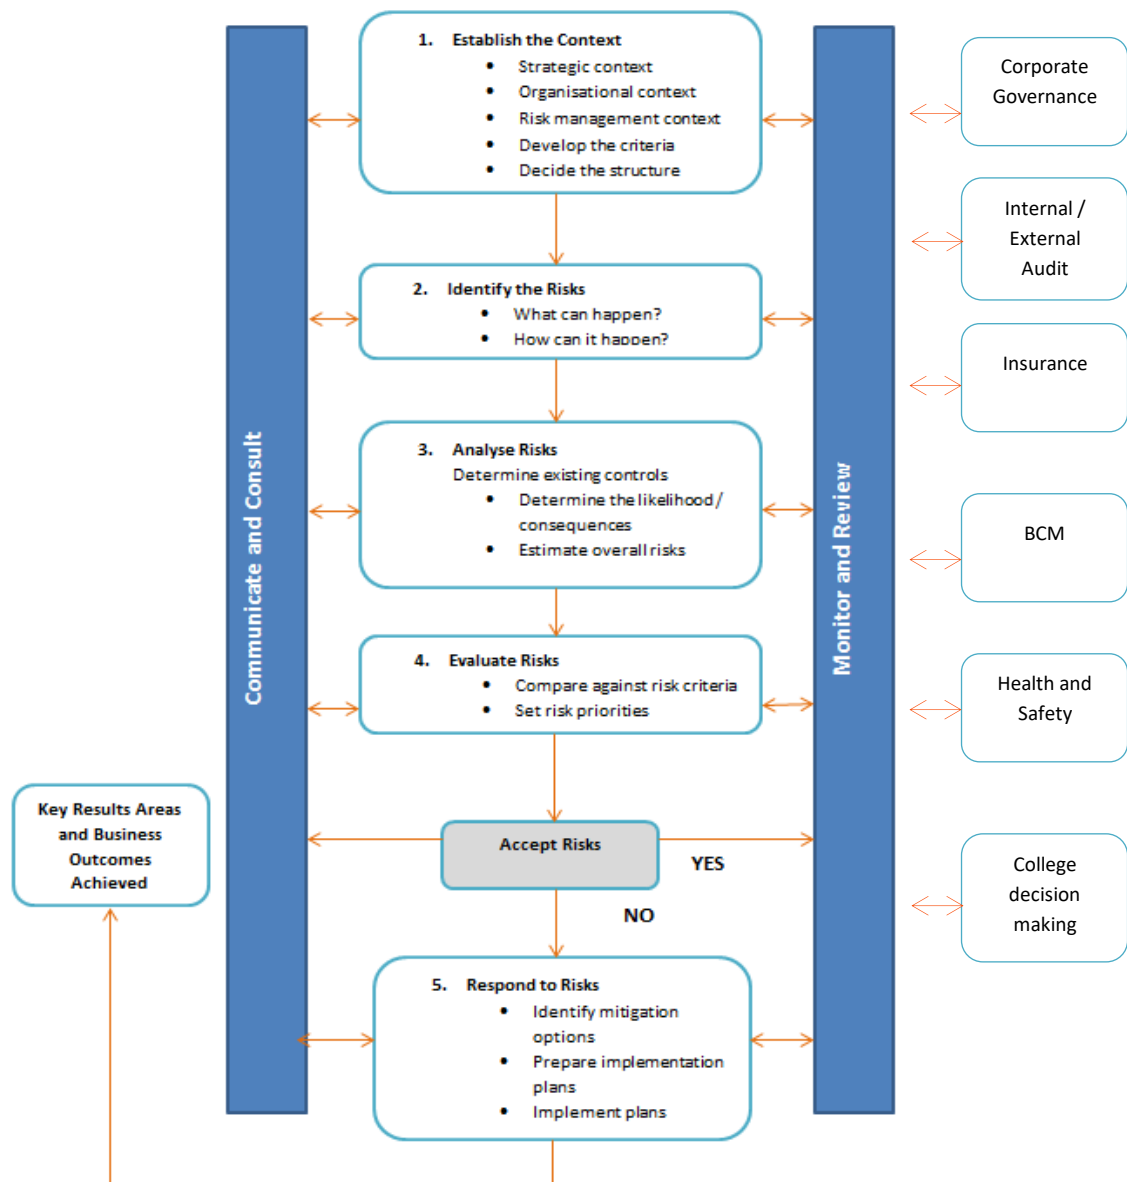 1. Establish the Context
• Strategic context
• Organisational context
• Risk management context
• Develop the criteria
• Decide the structure
2. Identify the Risks
• What can happen?
• How can it happen?
3. Analyse Risks
Determine existing controls
• Determine the likelihood /
consequences
• Estimate overall risks
4. Evaluate Risks
• Compare against risk criteria
• Set risk priorities
Accept Risks
YES
NO
5. Respond to Risks
• Identify mitigation
options
• Prepare implementation
plans
• Implement plans
Communicate and Consult
Monitor and Review
Key Results Areas
and Business
Outcomes
Achieved
Corporate
Governance
Internal /
External
Audit
Insurance
BCM
Health and
Safety
College
decision
making